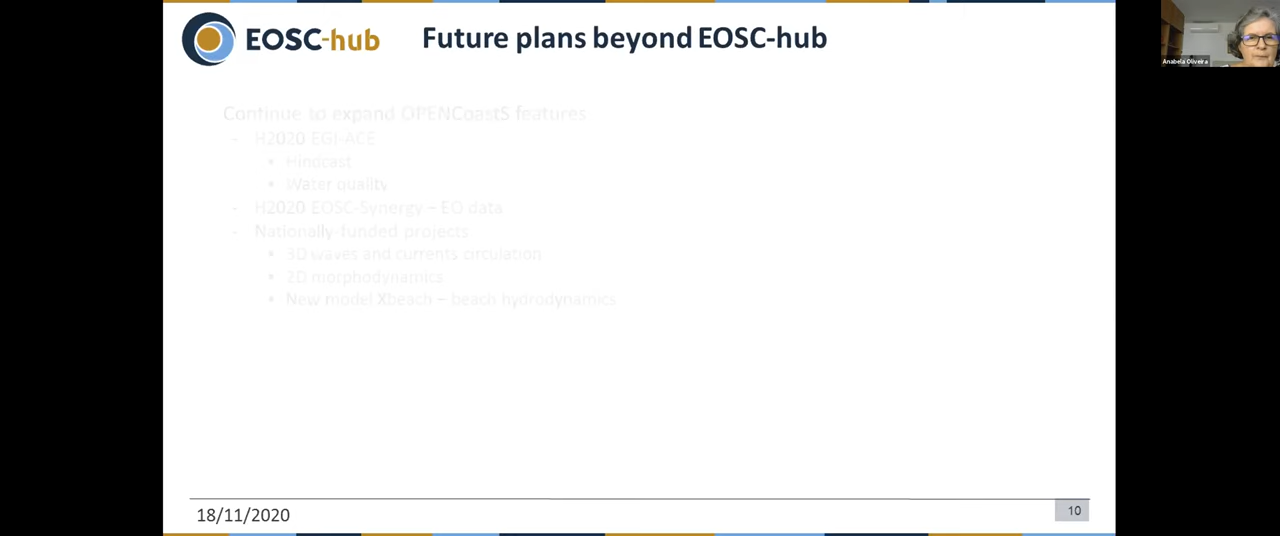 EOSC-hub
Future plans beyond EOSC-hub
Anabela Oliveira
Continue to expand OPENCoastS features
- H2020 EGI-ACE
▪ Hindcast
▪ Water quality
- H2020 EOSC-Synergy – EO data
- Nationally-funded projects
▪ 3D waves and currents circulation
▪ 2D morphodynamics
▪ New model Xbeach – beach hydrodynamics
18/11/2020
10